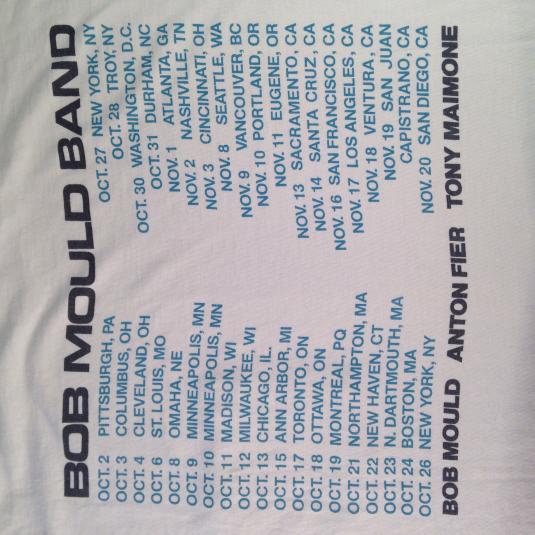 BOB MOULD BAND
OCT. 2 PITTSBURGH, PA
OCT. 3 COLUMBUS, OH
OCT. 4 CLEVELAND, OH
OCT. 6 ST. LOUIS, MO
OCT. 8 OMAHA, NE
OCT. 9 MINNEAPOLIS, MN
OCT. 10 MINNEAPOLIS, MN
OCT. 11 MADISON, WI
OCT. 12 MILWAUKEE, WI
OCT. 13 CHICAGO, IL.
OCT. 15 ANN ARBOR, MI
OCT. 17 TORONTO, ON
OCT. 18 OTTAWA, ON
OCT. 19 MONTREAL, PQ
OCT. 21 NORTHAMPTON, MA
OCT. 22 NEW HAVEN, CT
OCT. 23 N. DARTMOUTH, MA
OCT. 24 BOSTON, MA
OCT. 26 NEW YORK, NY
OCT. 27 NEW YORK, NY
OCT. 28 TROY, NY
OCT. 30 WASHINGTON, D.C.
OCT. 31 DURHAM, NC
NOV. 1 ATLANTA, GA
NOV. 2 NASHVILLE, TN
NOV. 3 CINCINNATI, OH
NOV. 8 SEATTLE, WA
NOV. 9 VANCOUVER, BC
NOV. 10 PORTLAND, OR
NOV. 11 EUGENE, OR
NOV. 13 SACRAMENTO, CA
NOV. 14 SANTA CRUZ, CA
NOV. 16 SAN FRANCISCO, CA
NOV. 17 LOS ANGELES, CA
NOV. 18 VENTURA, CA
NOV. 19 SAN JUAN
CAPISTRANO, CA
NOV. 20 SAN DIEGO, CA
BOB MOULD ANTON FIER TONY MAIMONE